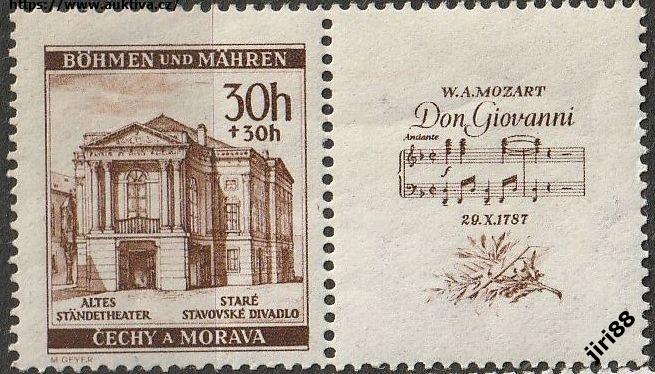 https://www.auktiva.cz/
BÖHMEN UND MÄHREN
30h
+30h
ALTES
STÄNDETHEATER
STARÉ
STAVOVSKÉ DIVADLO
ČECHY A MORAVA
M GEYER
W.A.MOZART
Don Giovanni
Andante
f
29.X.1787
jiri88